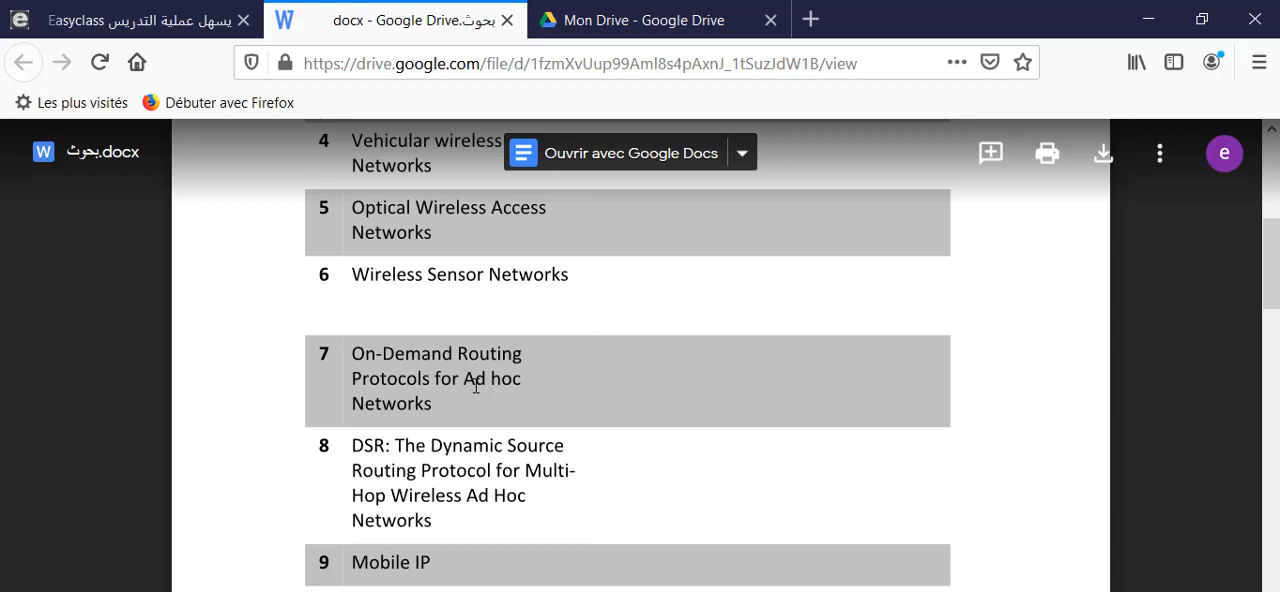 Easyclass يسهل عملية التدريس
بحوث.docx - Google Drive
Mon Drive - Google Drive
https://drive.google.com/file/d/1fzmXvUup99Aml8s4pAxnJ_1tSuzJdW1B/view
Les plus visités
Débuter avec Firefox
W
بحوث.docx
Ouvrir avec Google Docs
e
4 Vehicular wireless
Networks
5 Optical Wireless Access
Networks
6 Wireless Sensor Networks
7 On-Demand Routing
Protocols for Ad hoc
Networks
8 DSR: The Dynamic Source
Routing Protocol for Multi-
Hop Wireless Ad Hoc
Networks
9 Mobile IP